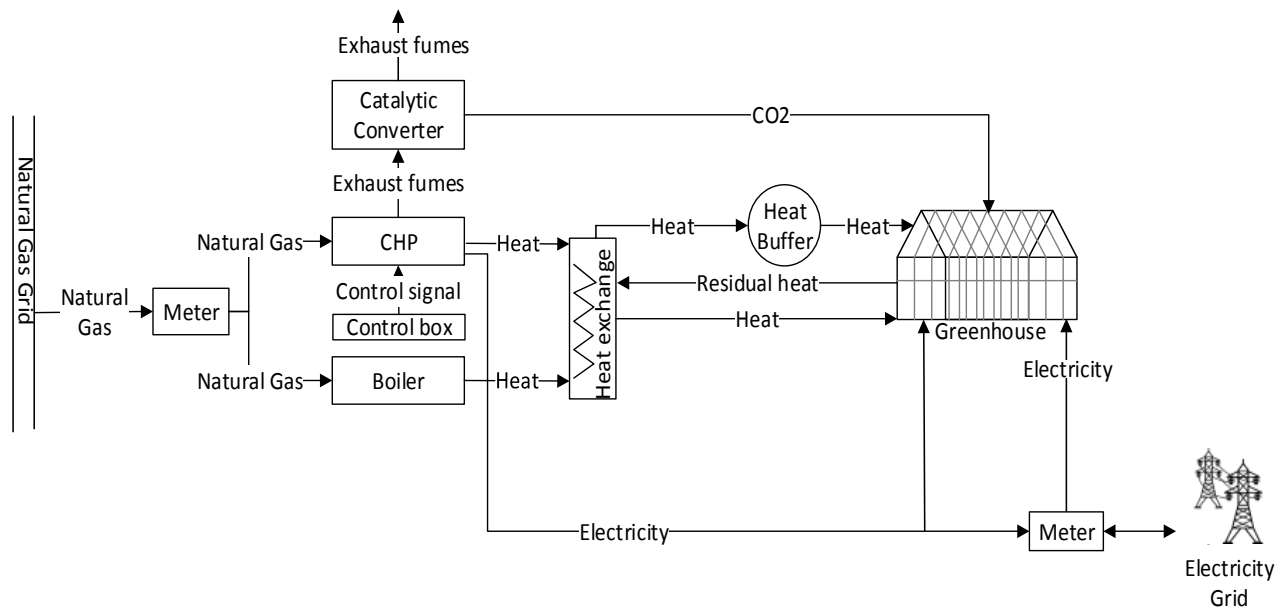 Exhaust fumes
Catalytic
Converter
CO2
Exhaust fumes
Natural Gas Grid
Natural Gas
CHP
Heat
Heat
Heat
Buffer
Heat
Control signal
Control box
Heat exchange
Residual heat
Heat
Greenhouse
Natural
Gas
Meter
Natural Gas
Boiler
Heat
Electricity
Electricity
Meter
Electricity
Grid